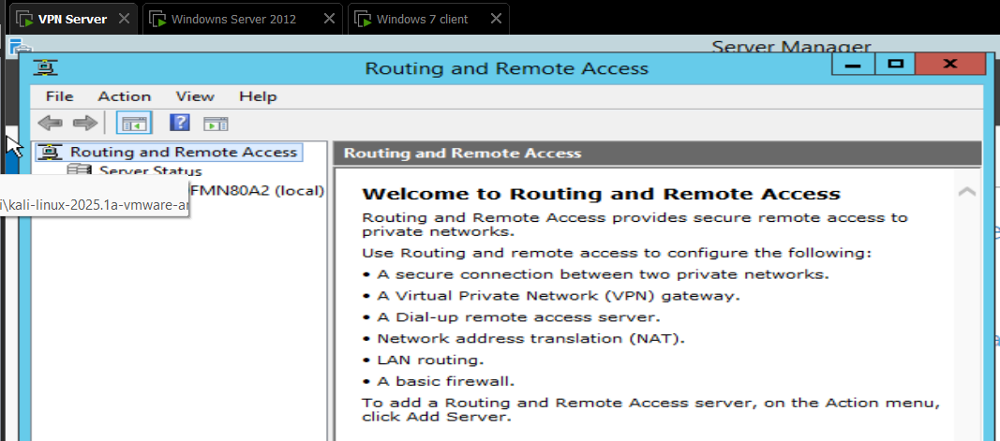 VPN Server
Windowns Server 2012
Windows 7 client
Server Manager
Routing and Remote Access
File Action View Help
Routing and Remote Access
Server Status
FMN80A2 (local)
i\kali-linux-2025.1a-vmware-a
Routing and Remote Access
Welcome to Routing and Remote Access
Routing and Remote Access provides secure remote access to
private networks.
Use Routing and remote access to configure the following:
• A secure connection between two private networks.
• A Virtual Private Network (VPN) gateway.
• A Dial-up remote access server.
• Network address translation (NAT).
• LAN routing.
• A basic firewall.
To add a Routing and Remote Access server, on the Action menu,
click Add Server.